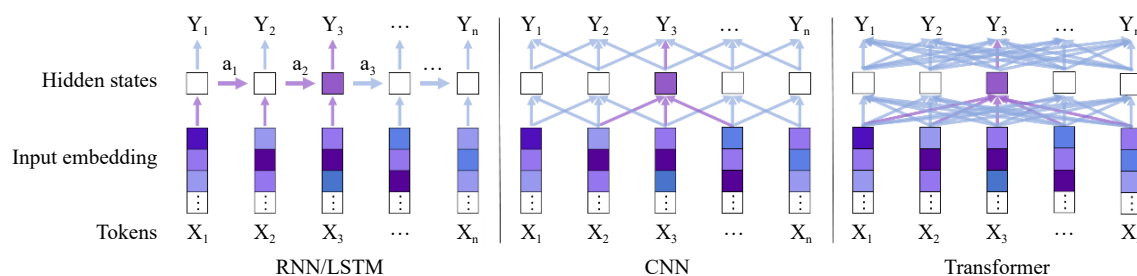 Y1 Y2 Y3 ... Yn Y1 Y2 Y3 ... Yn Y1 Y2 Y3 ... Yn
Hidden states a1 a2 a3 ...
Input embedding
⋮ ⋮ ⋮ ⋮ ⋮ ⋮ ⋮ ⋮ ⋮ ⋮ ⋮ ⋮ ⋮ ⋮ ⋮
Tokens X1 X2 X3 ... Xn X1 X2 X3 ... Xn X1 X2 X3 ... X
RNN/LSTM CNN Transformer